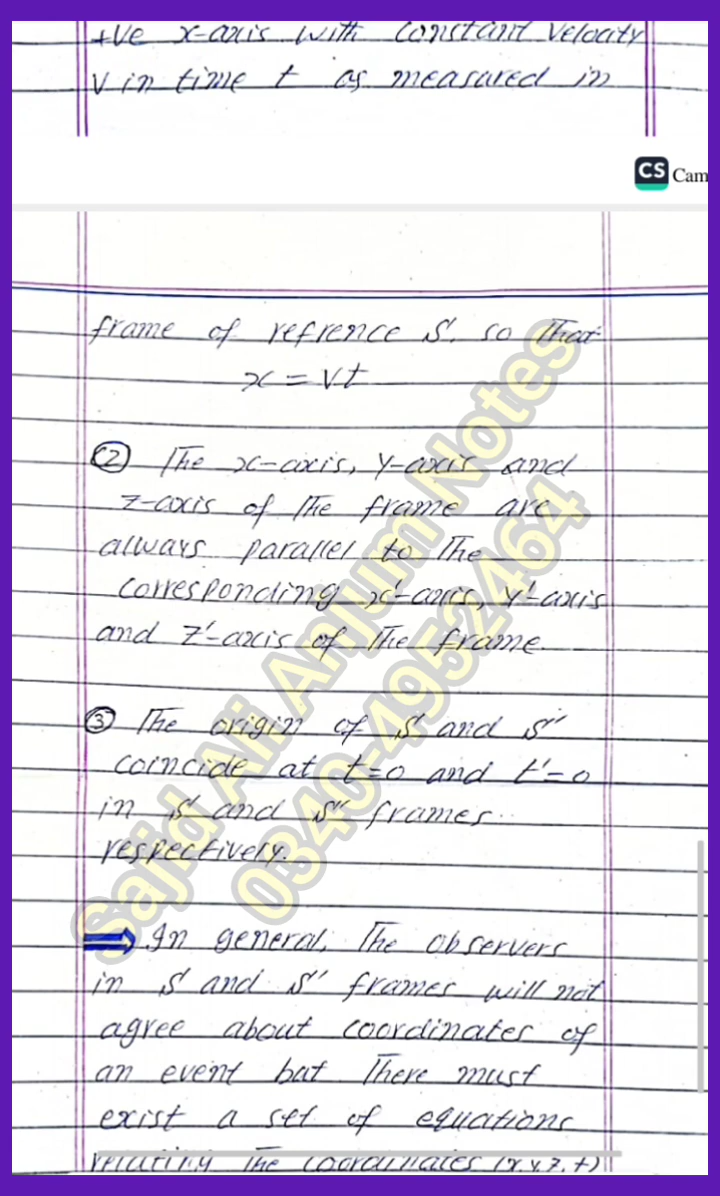 +ve x-axis with constant velocity
V in time t as measured in
CS Cam
frame of refrence S. so that
x = vt
(2) The x-axis, y-axis and
z-axis of the frame are
always parallel to the
corresponding x'-axis, y'-axis
and z'-axis of the frame.
(3) The origin of S and S'
coincide at t=0 and t'=0
in S and S' frames
respectively.
⇒ In general, the observers
in S and S' frames will not
agree about coordinates of
an event but there must
exist a set of equations
relating the coordinates (x,y,z,t)
Sajid Ali Anjum Notes
0340-4952464